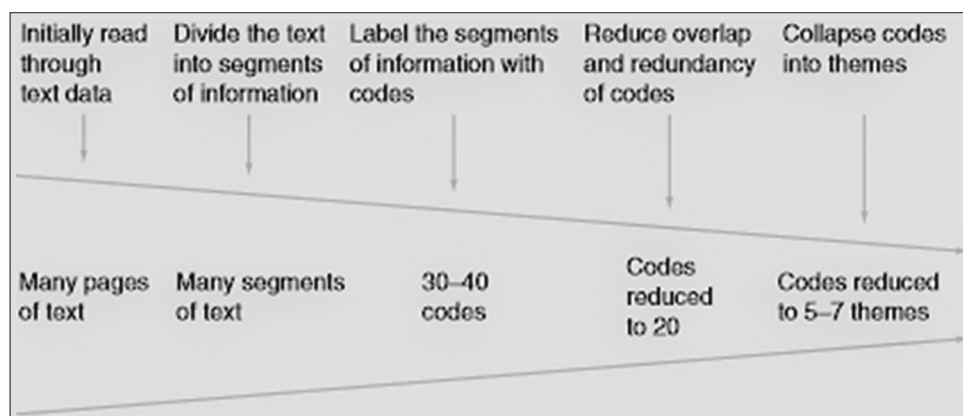 Initially read
through
text data
Divide the text
into segments
of information
Label the segments
of information with
codes
Reduce overlap
and redundancy
of codes
Collapse codes
into themes
Many pages
of text
Many segments
of text
30–40
codes
Codes
reduced
to 20
Codes reduced
to 5–7 themes